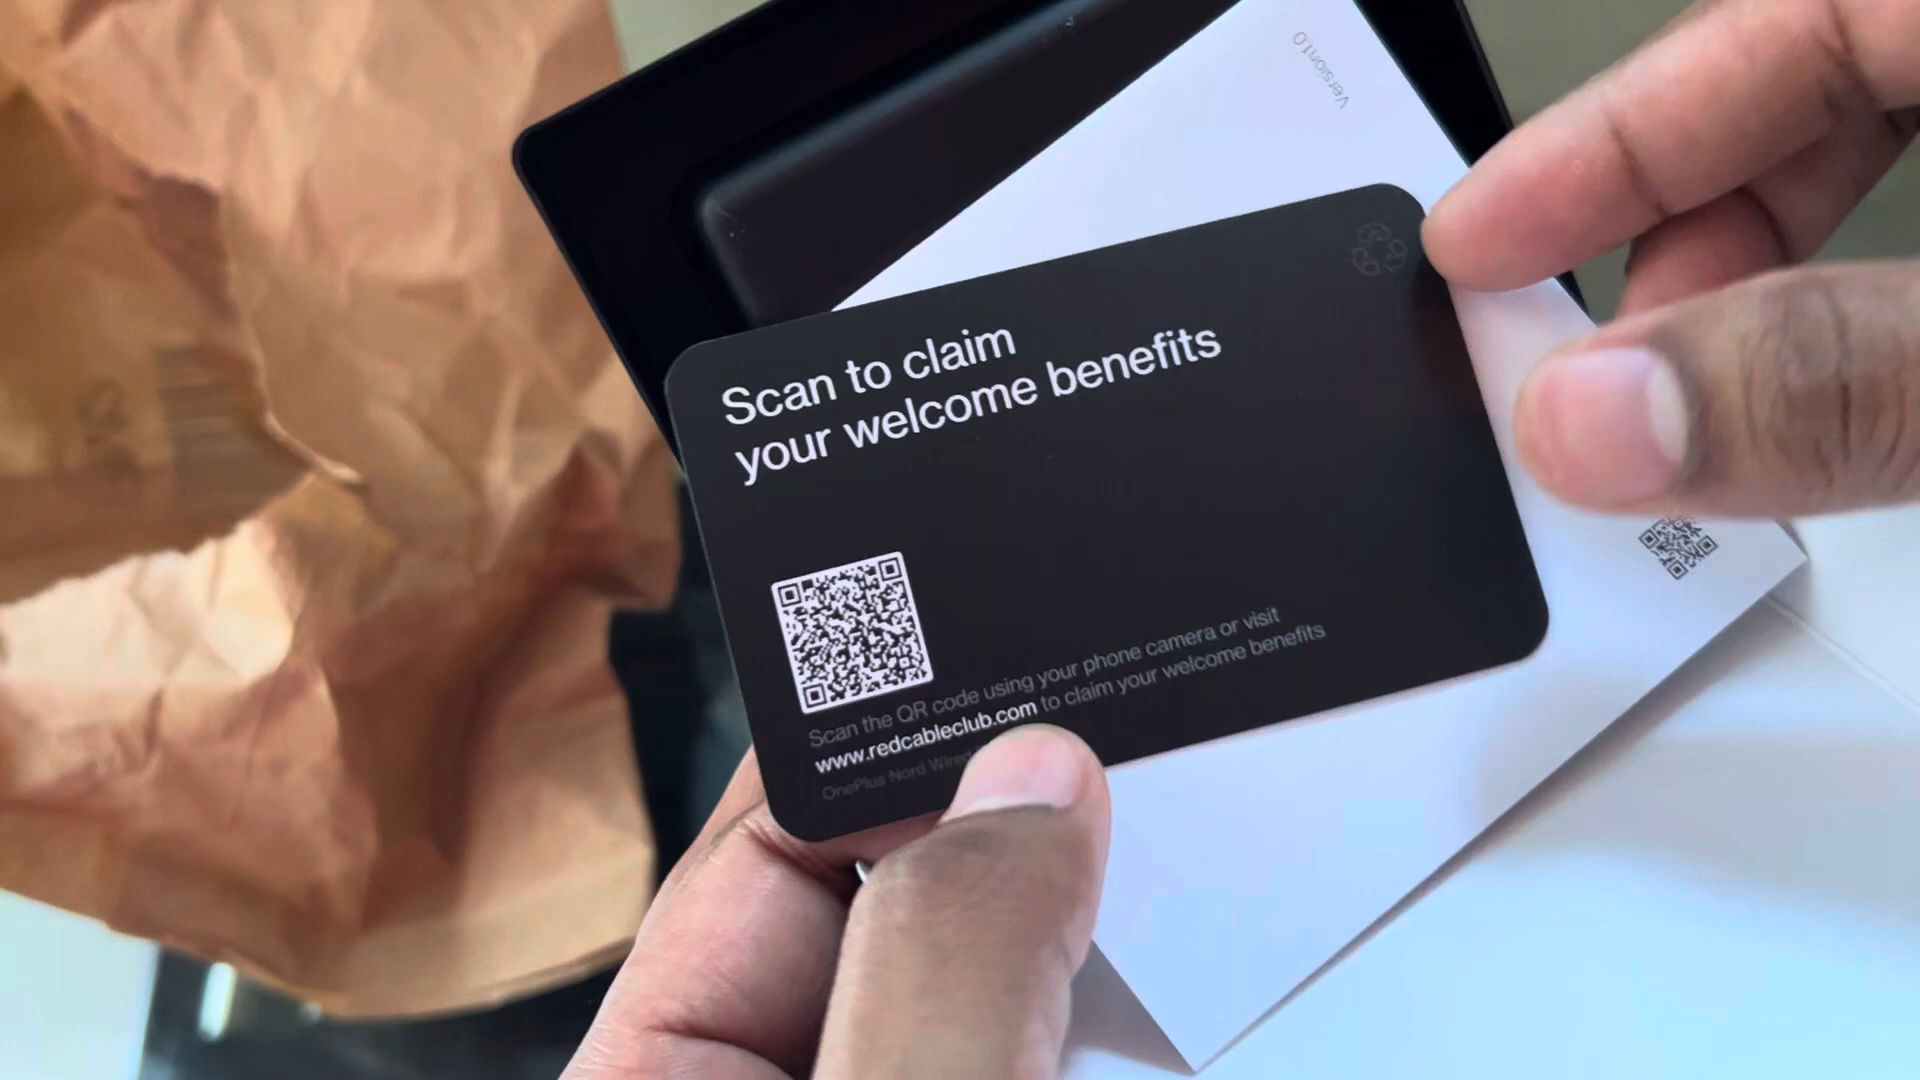 Version1.0
Scan to claim
your welcome benefits
Scan the QR code using your phone camera or visit
www.redcableclub.com to claim your welcome benefits
OnePlus Nord Wired